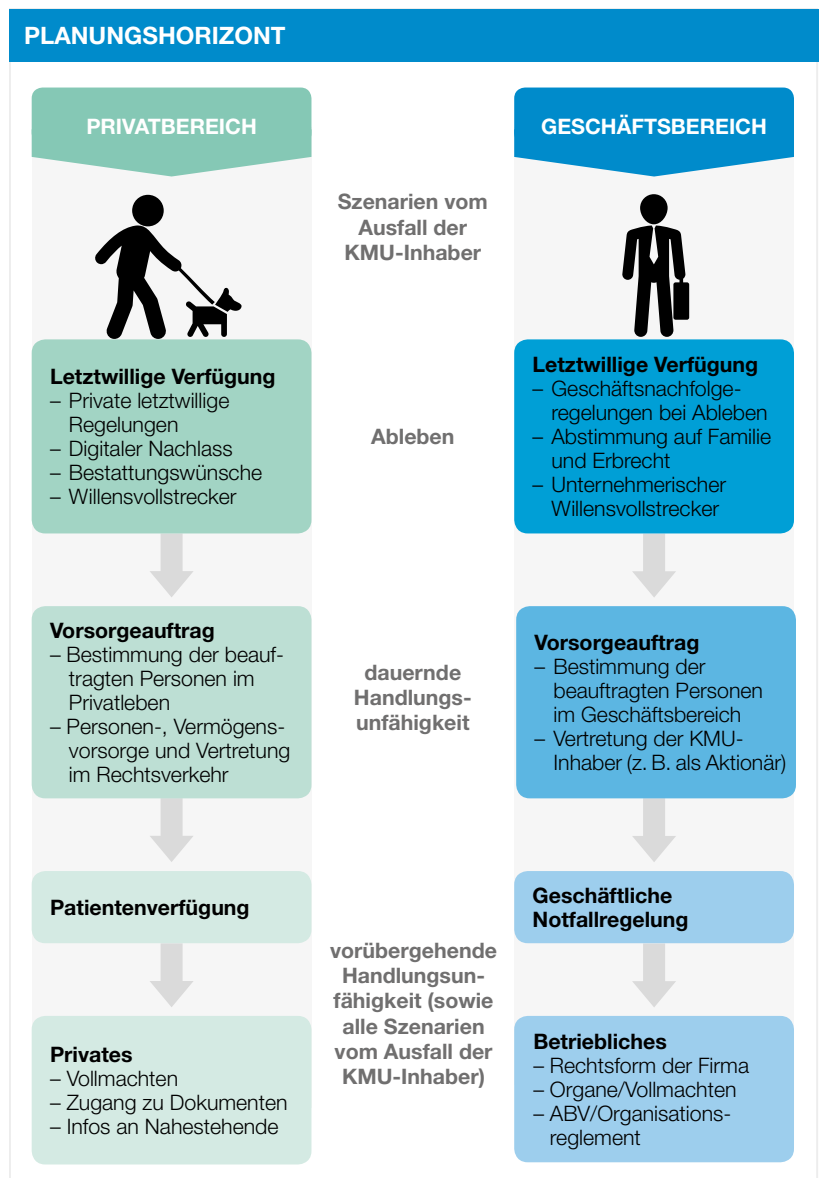 PLANUNGSHORIZONT
PRIVATBEREICH
GESCHÄFTSBEREICH
Szenarien vom
Ausfall der
KMU-Inhaber
Letztwillige Verfügung
– Private letztwillige
Regelungen
– Digitaler Nachlass
– Bestattungswünsche
– Willensvollstrecker
Ableben
Letztwillige Verfügung
– Geschäftsnachfolge-
regelungen bei Ableben
– Abstimmung auf Familie
und Erbrecht
– Unternehmerischer
Willensvollstrecker
Vorsorgeauftrag
– Bestimmung der beauf-
tragten Personen im
Privatleben
– Personen-, Vermögens-
vorsorge und Vertretung
im Rechtsverkehr
dauernde
Handlungs-
unfähigkeit
Vorsorgeauftrag
– Bestimmung der
beauftragten Personen
im Geschäftsbereich
– Vertretung der KMU-
Inhaber (z. B. als Aktionär)
Patientenverfügung
Geschäftliche
Notfallregelung
vorübergehende
Handlungsun-
fähigkeit (sowie
alle Szenarien
vom Ausfall der
KMU-Inhaber)
Privates
– Vollmachten
– Zugang zu Dokumenten
– Infos an Nahestehende
Betriebliches
– Rechtsform der Firma
– Organe/Vollmachten
– ABV/Organisations-
reglement